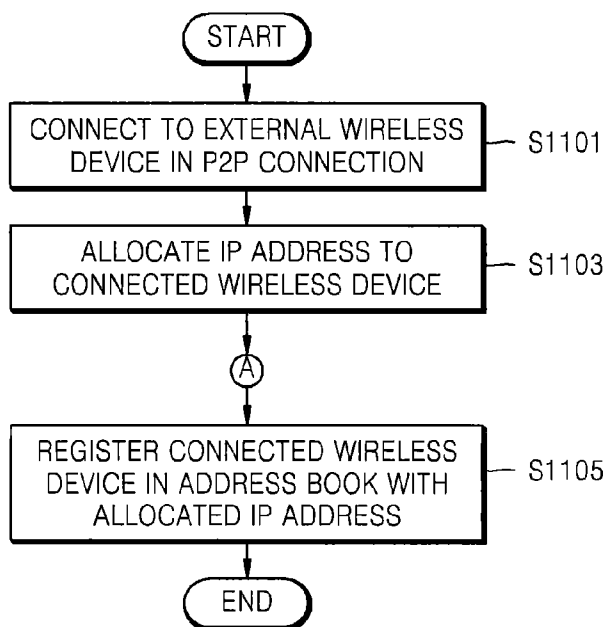 START
CONNECT TO EXTERNAL WIRELESS
DEVICE IN P2P CONNECTION
S1101
ALLOCATE IP ADDRESS TO
CONNECTED WIRELESS DEVICE
S1103
A
REGISTER CONNECTED WIRELESS
DEVICE IN ADDRESS BOOK WITH
ALLOCATED IP ADDRESS
S1105
END